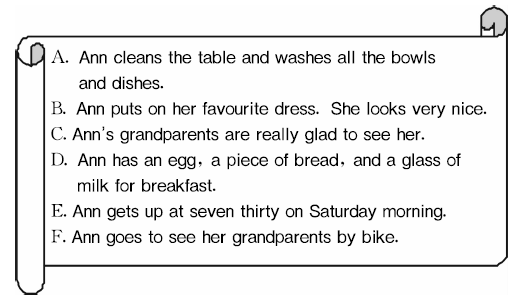 A. Ann cleans the table and washes all the bowls
and dishes.
B. Ann puts on her favourite dress. She looks very nice.
C. Ann's grandparents are really glad to see her.
D. Ann has an egg, a piece of bread, and a glass of
milk for breakfast.
E. Ann gets up at seven thirty on Saturday morning.
F. Ann goes to see her grandparents by bike.